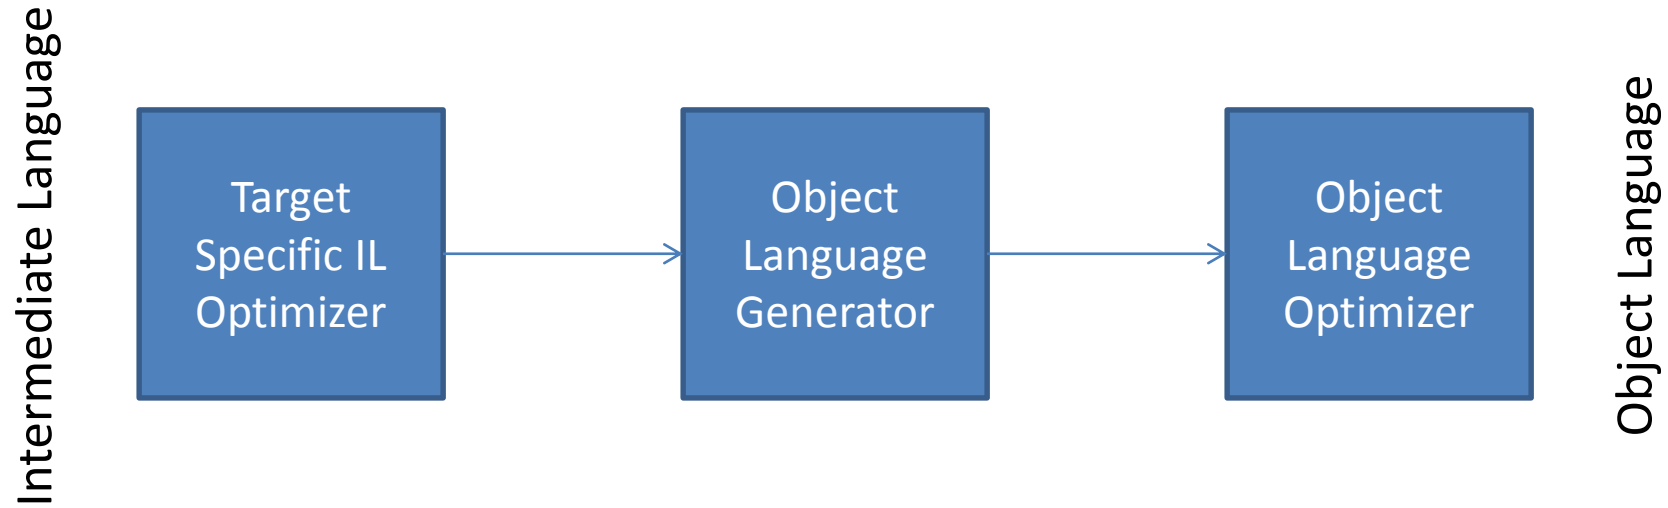 Intermediate Language
Target
Specific IL
Optimizer
Object
Language
Generator
Object
Language
Optimizer
Object Language